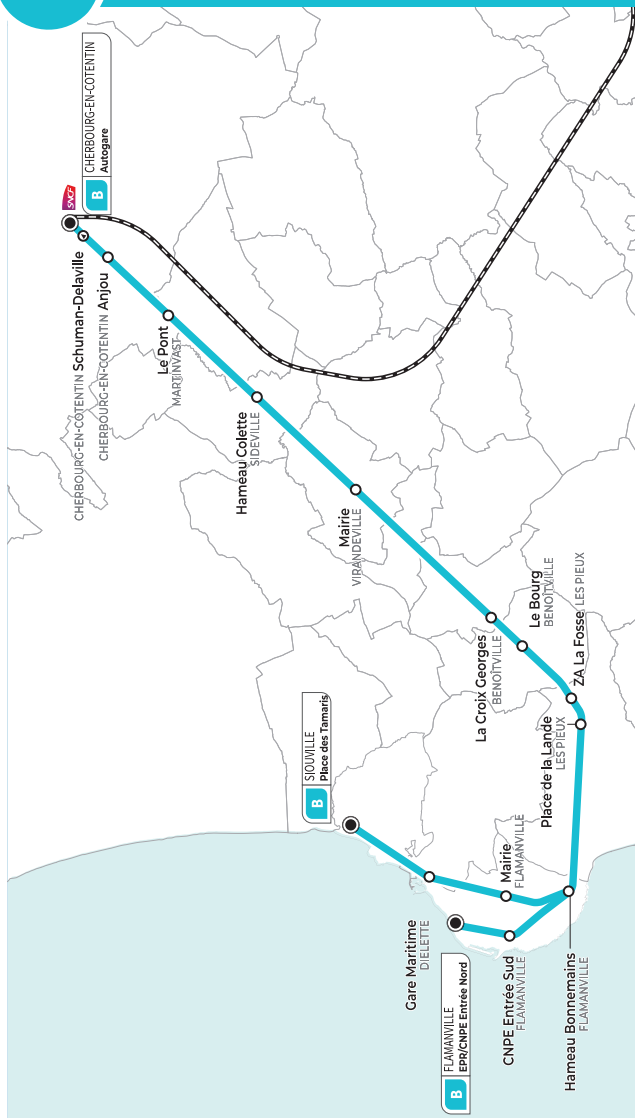 B
CHERBOURG-EN-COTENTIN
Autogare
SNCF
CHERBOURG-EN-COTENTIN Schuman-Delaville
CHERBOURG-EN-COTENTIN Anjou
Le Pont
MARTINVAST
Hameau Colette
SIDEVILLE
Mairie
VIRANDEVILLE
La Croix Georges
BENOÎTVILLE
Le Bourg
BENOÎTVILLE
ZA La Fosse LES PIEUX
Place de la Lande
LES PIEUX
B
SIOUVILLE
Place des Tamaris
Mairie
FLAMANVILLE
Gare Maritime
DIELETTE
B
FLAMANVILLE
EPR/CNPE Entrée Nord
CNPE Entrée Sud
FLAMANVILLE
Hameau Bonnemains
FLAMANVILLE